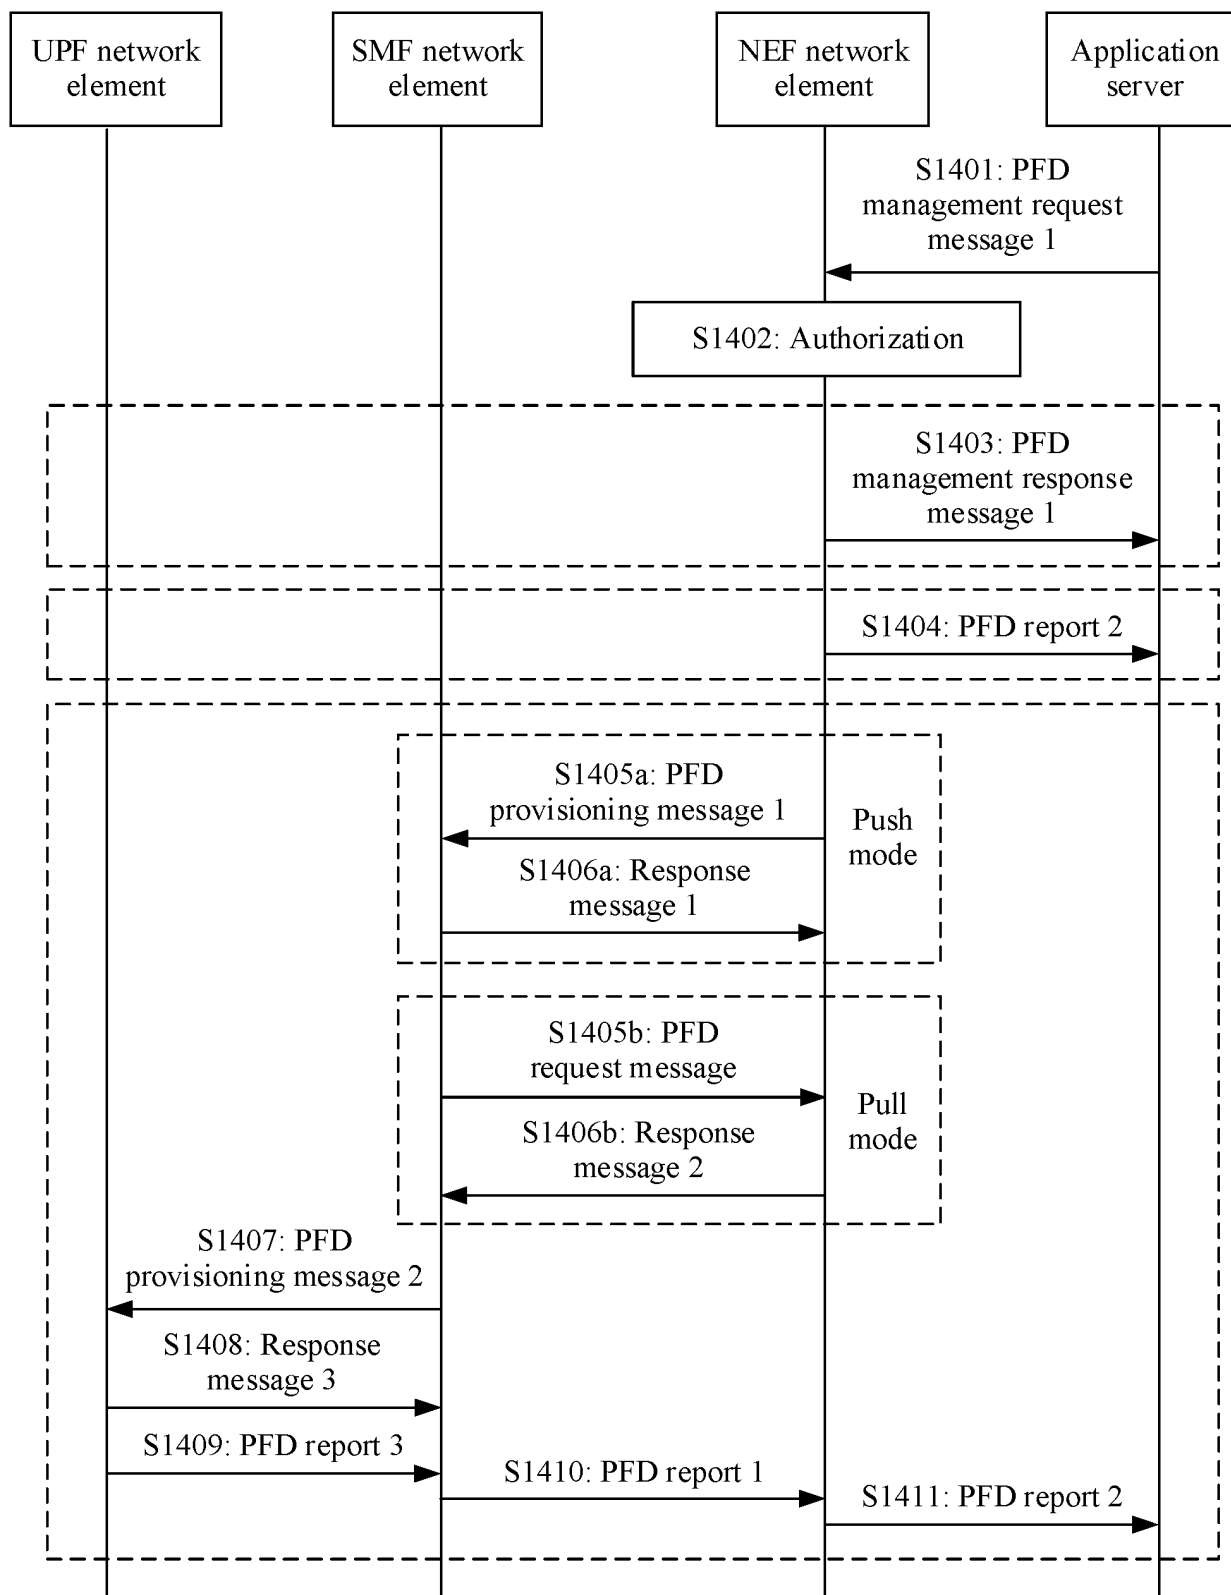 UPF network
element
SMF network
element
NEF network
element
Application
server
S1401: PFD
management request
message 1
S1402: Authorization
S1403: PFD
management response
message 1
S1404: PFD report 2
S1405a: PFD
provisioning message 1
Push
mode
S1406a: Response
message 1
S1405b: PFD
request message
Pull
mode
S1406b: Response
message 2
S1407: PFD
provisioning message 2
S1408: Response
message 3
S1409: PFD report 3
S1410: PFD report 1
S1411: PFD report 2